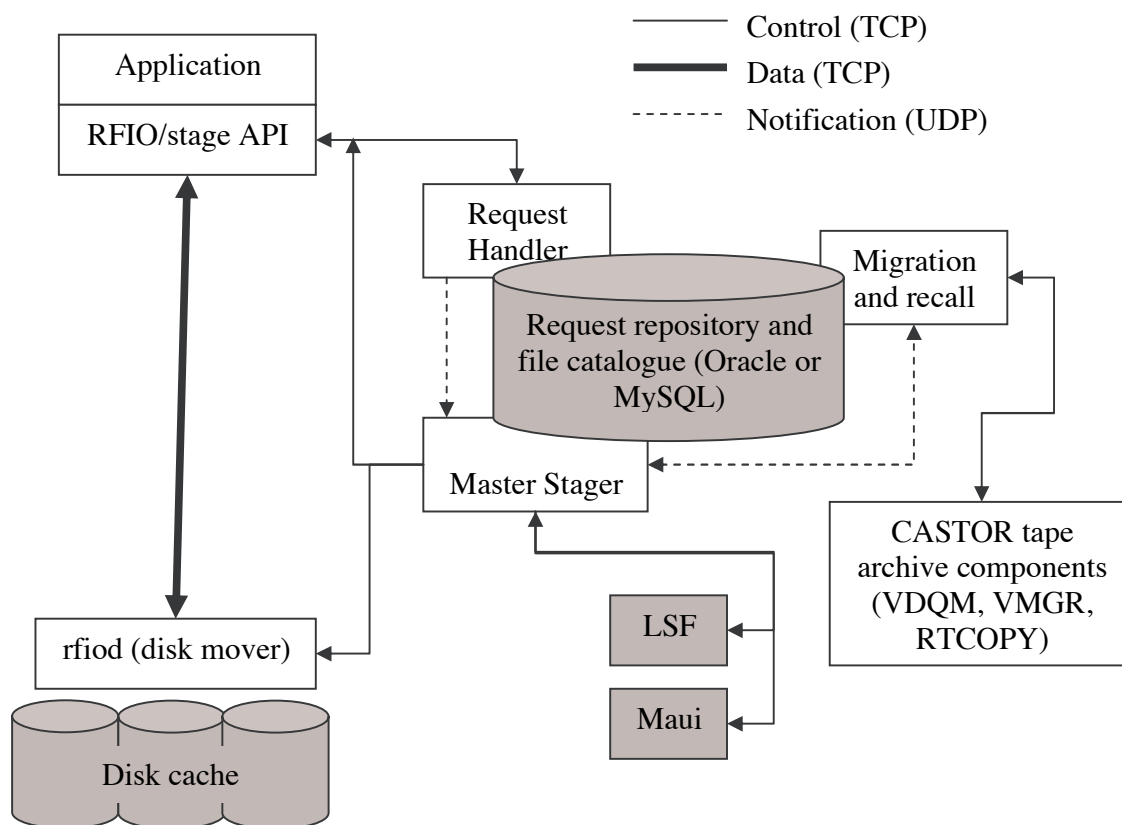 Control (TCP)
Data (TCP)
Notification (UDP)
Application
RFIO/stage API
Request
Handler
Migration
and recall
Request repository and
file catalogue (Oracle or
MySQL)
Master Stager
CASTOR tape
archive components
(VDQM, VMGR,
RTCOPY)
LSF
Maui
rfiod (disk mover)
Disk cache